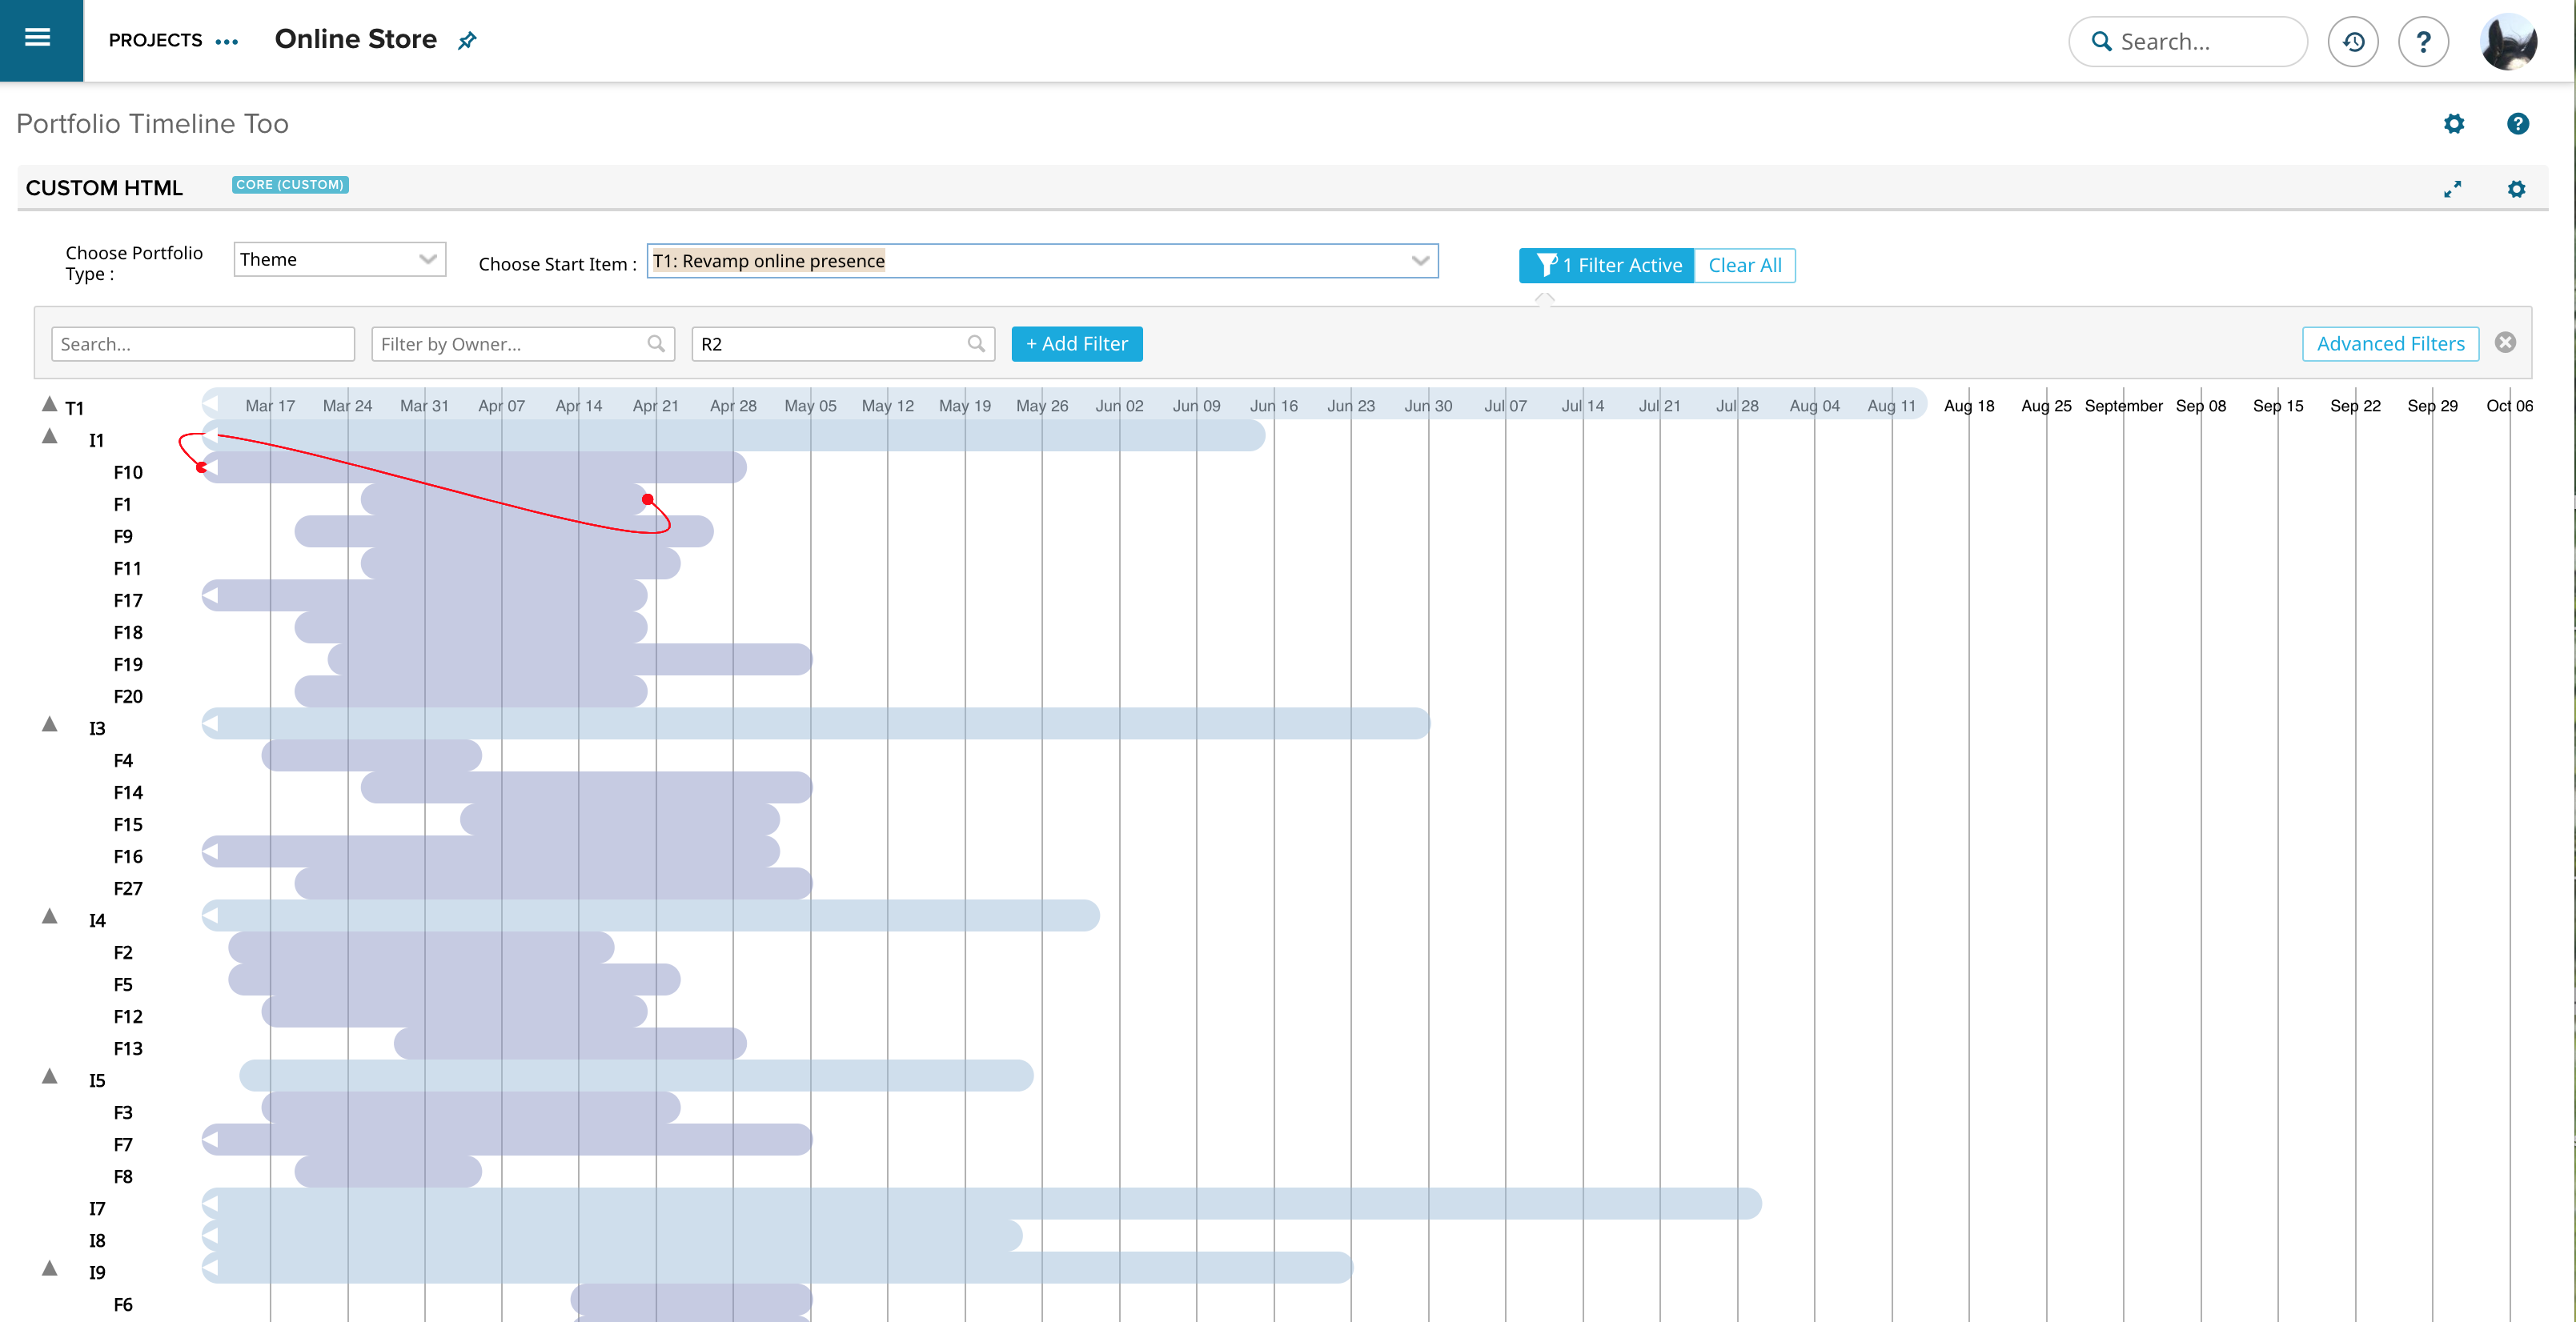 PROJECTS ••• Online Store Search... ?
Portfolio Timeline Too ?
CUSTOM HTML CORE (CUSTOM)
Choose Portfolio Type : Theme Choose Start Item : T1: Revamp online presence 1 Filter Active Clear All
Search... Filter by Owner... R2 + Add Filter Advanced Filters
T1 Mar 17 Mar 24 Mar 31 Apr 07 Apr 14 Apr 21 Apr 28 May 05 May 12 May 19 May 26 Jun 02 Jun 09 Jun 16 Jun 23 Jun 30 Jul 07 Jul 14 Jul 21 Jul 28 Aug 04 Aug 11 Aug 18 Aug 25 September Sep 08 Sep 15 Sep 22 Sep 29 Oct 06
I1
F10
F1
F9
F11
F17
F18
F19
F20
I3
F4
F14
F15
F16
F27
I4
F2
F5
F12
F13
I5
F3
F7
F8
I7
I8
I9
F6